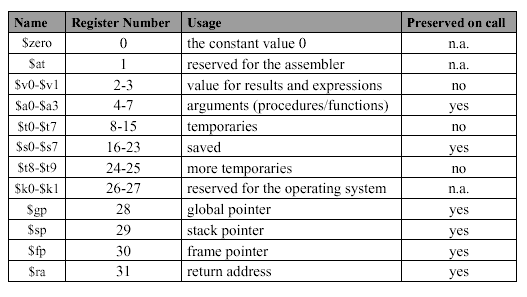 Name Register Number Usage Preserved on call
$zero 0 the constant value 0 n.a.
$at 1 reserved for the assembler n.a.
$v0-$v1 2-3 value for results and expressions no
$a0-$a3 4-7 arguments (procedures/functions) yes
$t0-$t7 8-15 temporaries no
$s0-$s7 16-23 saved yes
$t8-$t9 24-25 more temporaries no
$k0-$k1 26-27 reserved for the operating system n.a.
$gp 28 global pointer yes
$sp 29 stack pointer yes
$fp 30 frame pointer yes
$ra 31 return address yes